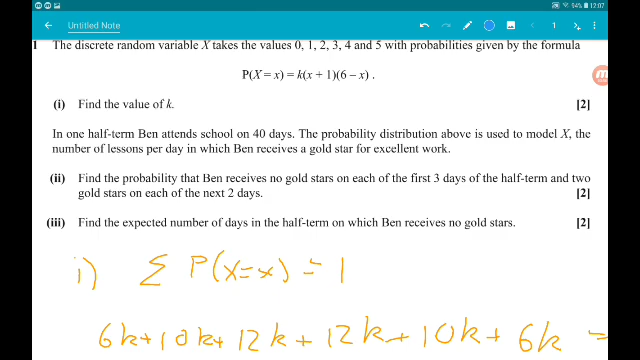 54% 12:07
Untitled Note
1
1 The discrete random variable X takes the values 0, 1, 2, 3, 4 and 5 with probabilities given by the formula
P(X = x) = k(x + 1)(6 – x) .
(i) Find the value of k. [2]
In one half-term Ben attends school on 40 days. The probability distribution above is used to model X, the
number of lessons per day in which Ben receives a gold star for excellent work.
(ii) Find the probability that Ben receives no gold stars on each of the first 3 days of the half-term and two
gold stars on each of the next 2 days. [2]
(iii) Find the expected number of days in the half-term on which Ben receives no gold stars. [2]
i) Σ P(X=x) = 1
6k+10k+12k+12k+10k+6k =